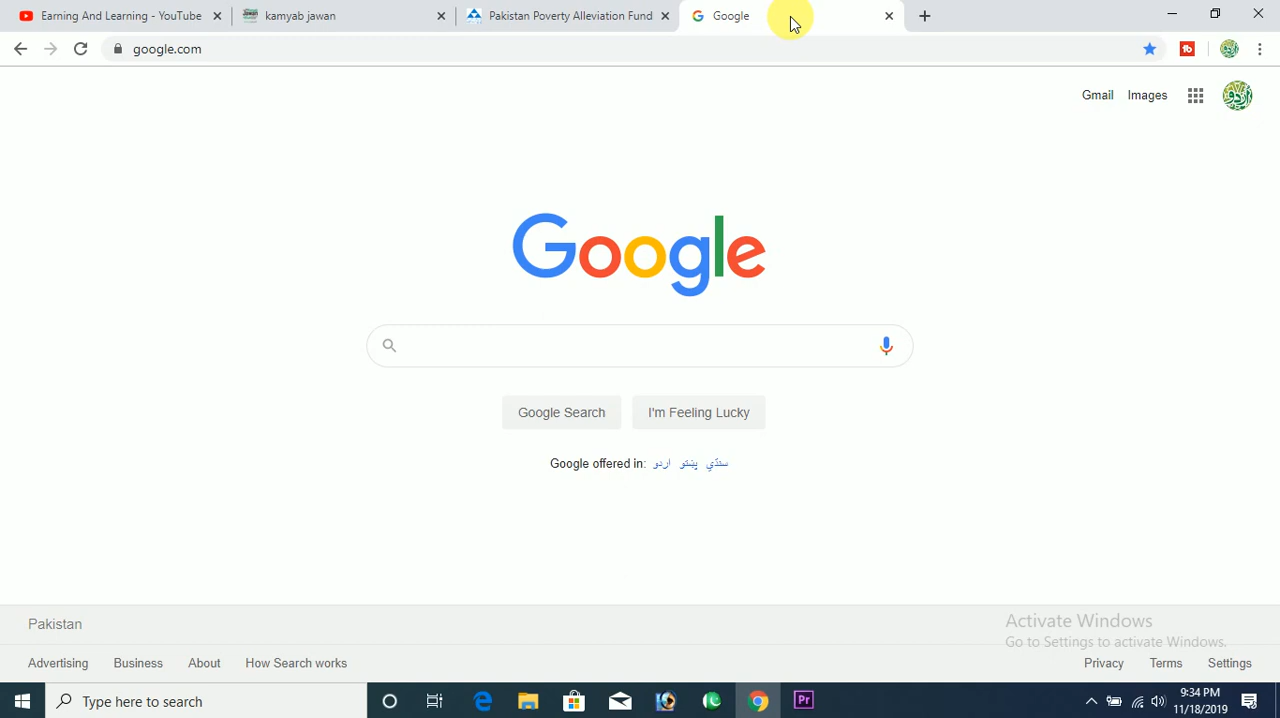 Earning And Learning - YouTube
kamyab jawan
Pakistan Poverty Alleviation Fund
Google
google.com
Gmail Images
Google
Google Search
I'm Feeling Lucky
Google offered in: اردو پښتو سنڌي
Pakistan
Activate Windows
Go to Settings to activate Windows.
Advertising Business About How Search works
Privacy Terms Settings
Type here to search
Pr
9:34 PM
11/18/2019